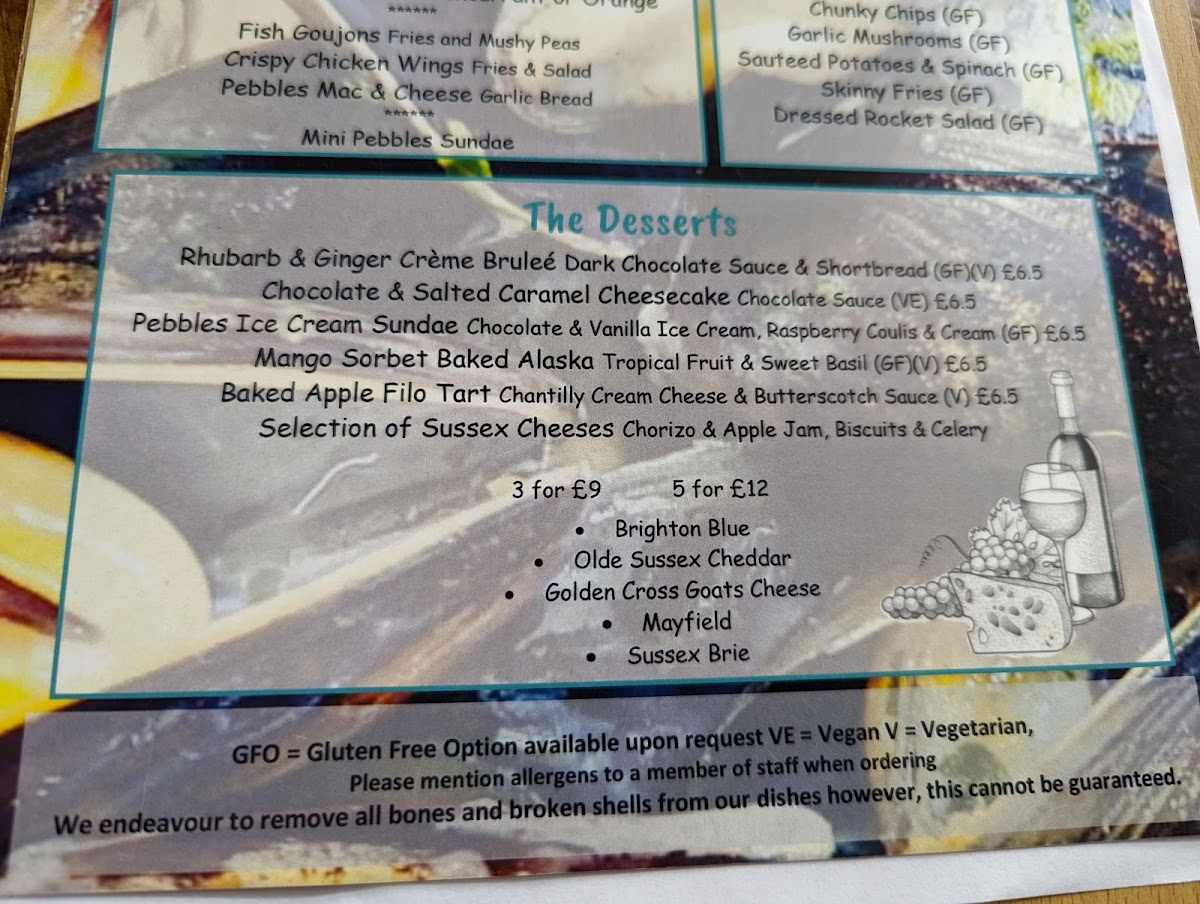 Orange
******
Fish Goujons Fries and Mushy Peas
Crispy Chicken Wings Fries & Salad
Pebbles Mac & Cheese Garlic Bread
******
Mini Pebbles Sundae
Chunky Chips (GF)
Garlic Mushrooms (GF)
Sauteed Potatoes & Spinach (GF)
Skinny Fries (GF)
Dressed Rocket Salad (GF)
The Desserts
Rhubarb & Ginger Crème Bruleé Dark Chocolate Sauce & Shortbread (GF)(V) £6.5
Chocolate & Salted Caramel Cheesecake Chocolate Sauce (VE) £6.5
Pebbles Ice Cream Sundae Chocolate & Vanilla Ice Cream, Raspberry Coulis & Cream (GF) £6.5
Mango Sorbet Baked Alaska Tropical Fruit & Sweet Basil (GF)(V) £6.5
Baked Apple Filo Tart Chantilly Cream Cheese & Butterscotch Sauce (V) £6.5
Selection of Sussex Cheeses Chorizo & Apple Jam, Biscuits & Celery
3 for £9 5 for £12
• Brighton Blue
• Olde Sussex Cheddar
• Golden Cross Goats Cheese
• Mayfield
• Sussex Brie
GFO = Gluten Free Option available upon request VE = Vegan V = Vegetarian,
Please mention allergens to a member of staff when ordering
We endeavour to remove all bones and broken shells from our dishes however, this cannot be guaranteed.